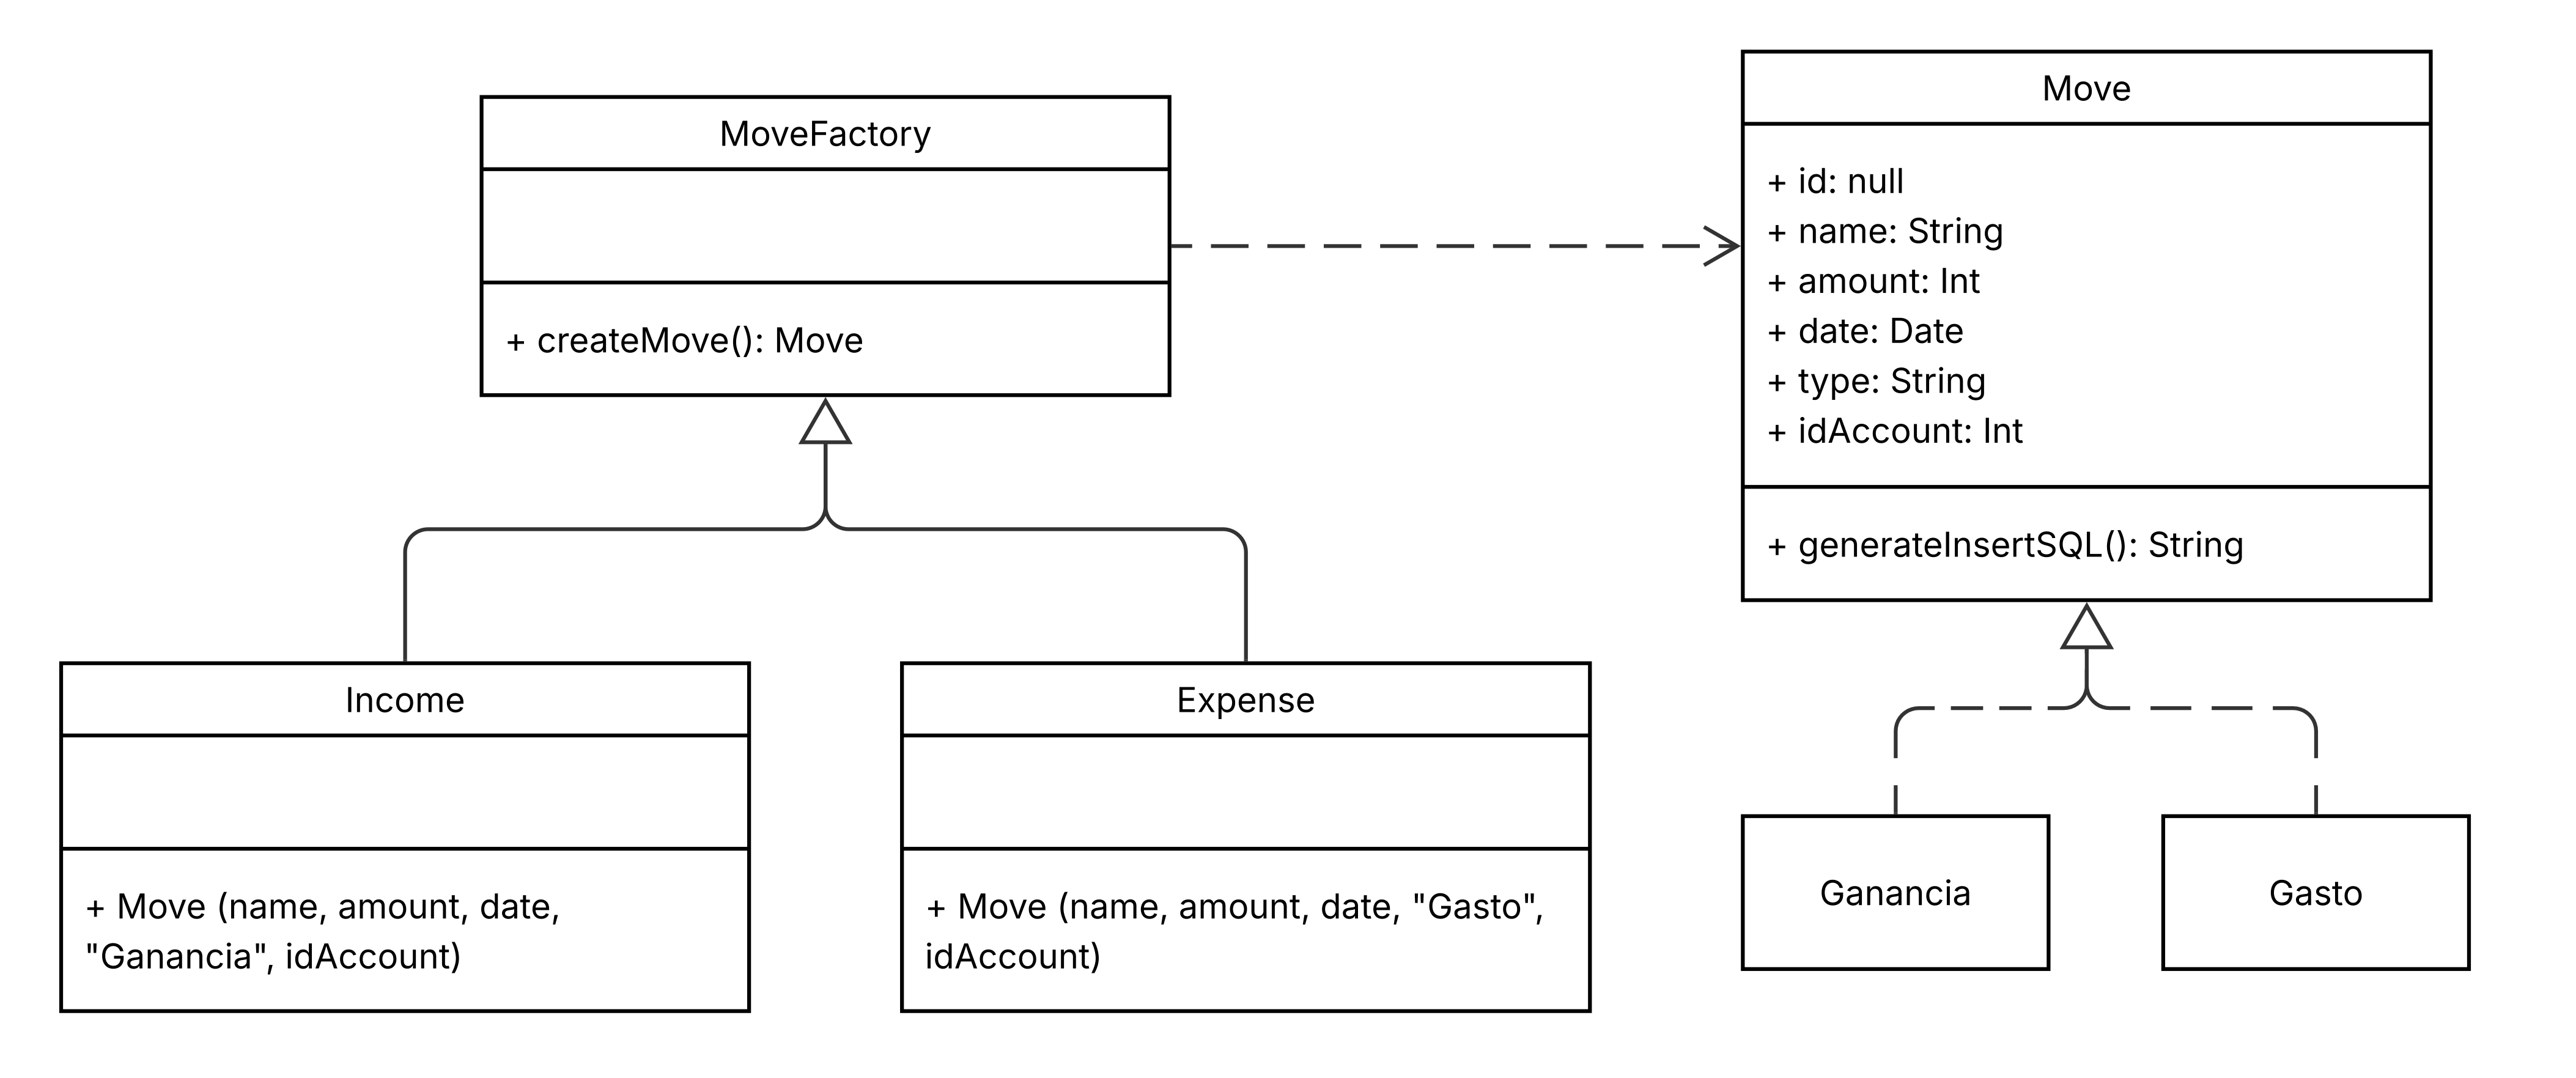 MoveFactory
+ createMove(): Move
Move
+ id: null
+ name: String
+ amount: Int
+ date: Date
+ type: String
+ idAccount: Int
+ generateInsertSQL(): String
Income
+ Move (name, amount, date,
"Ganancia", idAccount)
Expense
+ Move (name, amount, date, "Gasto",
idAccount)
Ganancia
Gasto